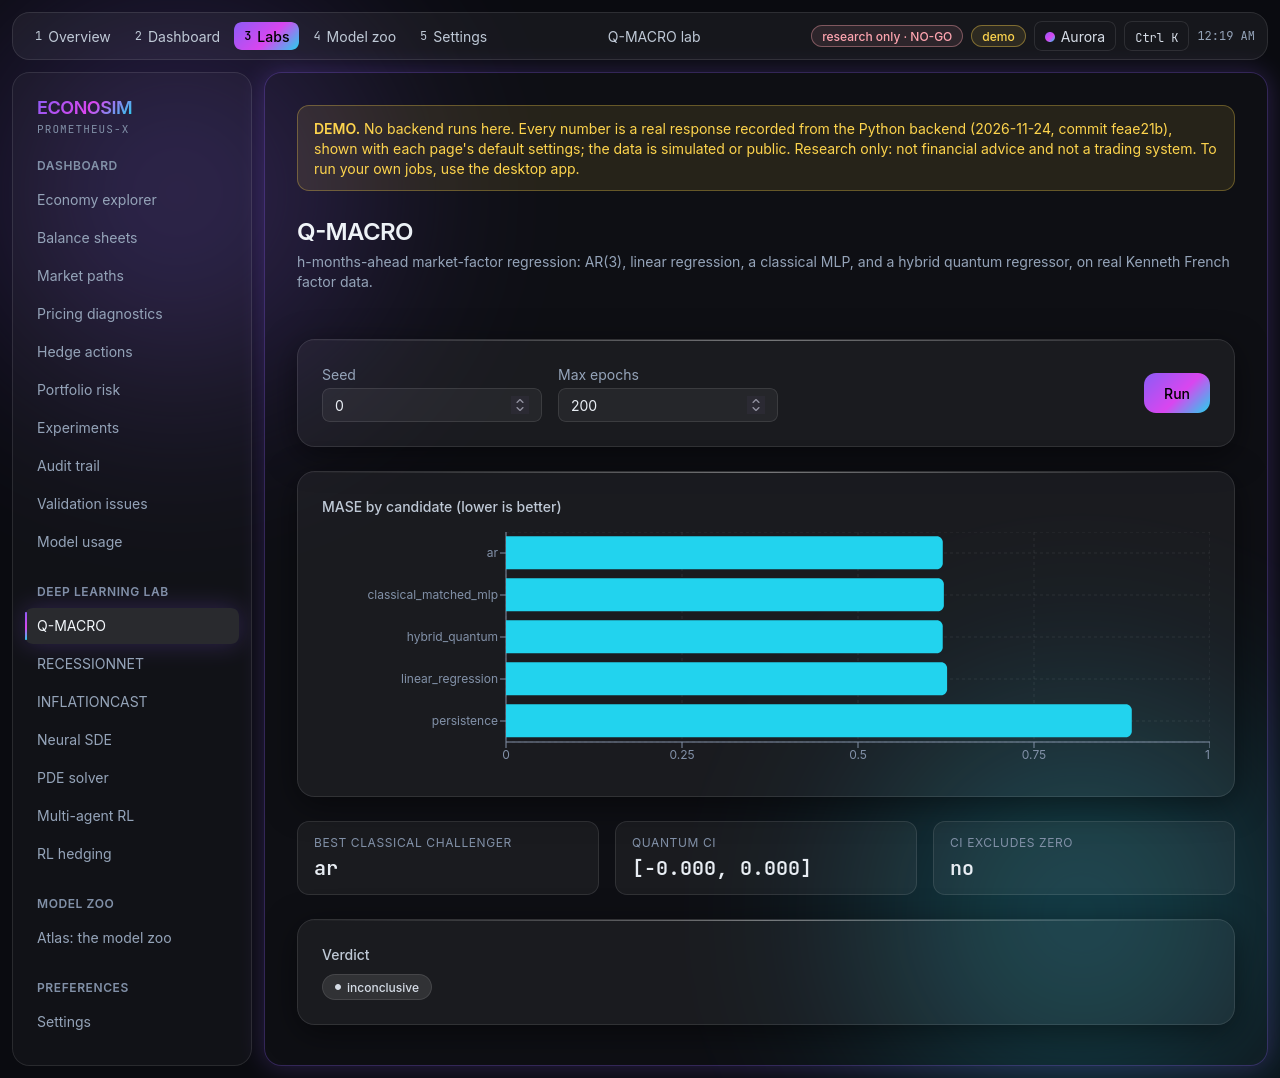 1 Overview 2 Dashboard 3 Labs 4 Model zoo 5 Settings Q-MACRO lab research only · NO-GO demo Aurora Ctrl K 12:19 AM
ECONOSIM
PROMETHEUS-X
DASHBOARD
Economy explorer
Balance sheets
Market paths
Pricing diagnostics
Hedge actions
Portfolio risk
Experiments
Audit trail
Validation issues
Model usage
DEEP LEARNING LAB
Q-MACRO
RECESSIONNET
INFLATIONCAST
Neural SDE
PDE solver
Multi-agent RL
RL hedging
MODEL ZOO
Atlas: the model zoo
PREFERENCES
Settings
DEMO. No backend runs here. Every number is a real response recorded from the Python backend (2026-11-24, commit feae21b),
shown with each page's default settings; the data is simulated or public. Research only: not financial advice and not a trading system. To
run your own jobs, use the desktop app.
Q-MACRO
h-months-ahead market-factor regression: AR(3), linear regression, a classical MLP, and a hybrid quantum regressor, on real Kenneth French
factor data.
Seed Max epochs
0 200 Run
MASE by candidate (lower is better)
ar
classical_matched_mlp
hybrid_quantum
linear_regression
persistence
0 0.25 0.5 0.75 1
BEST CLASSICAL CHALLENGER
ar
QUANTUM CI
[-0.000, 0.000]
CI EXCLUDES ZERO
no
Verdict
inconclusive